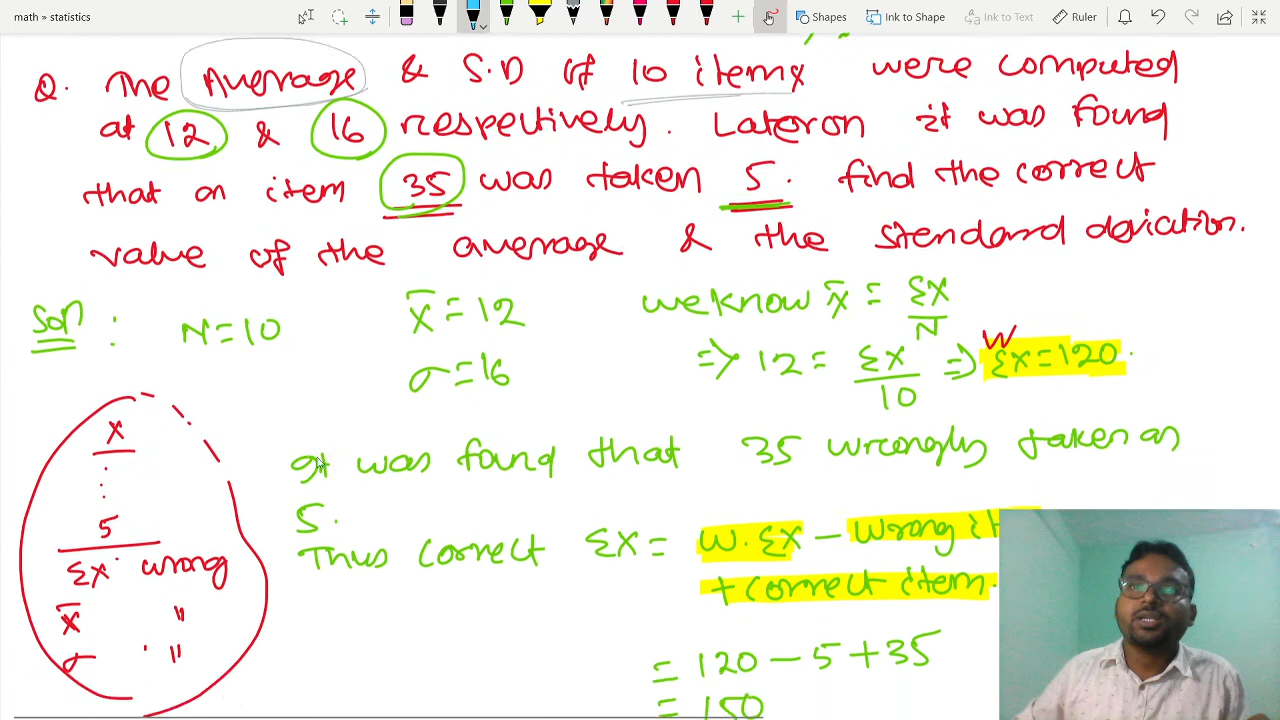 math » statistics
Shapes Ink to Shape Ink to Text Ruler
Q. The Average & S.D of 10 items were computed
at 12 & 16 respectively. Later on it was found
that an item 35 was taken 5. find the correct
value of the average & the standard deviation.
Soln : N=10 x̄ = 12 we know x̄ = Σx/N
σ = 16 => 12 = Σx/10 => Σx = 120.
W
It was found that 35 wrongly taken as
5.
Thus correct Σx = W. Σx – wrong
+ correct item.
= 120 – 5 + 35
= 150
x
.
.
5
Σx wrong
x̄ "
σ "